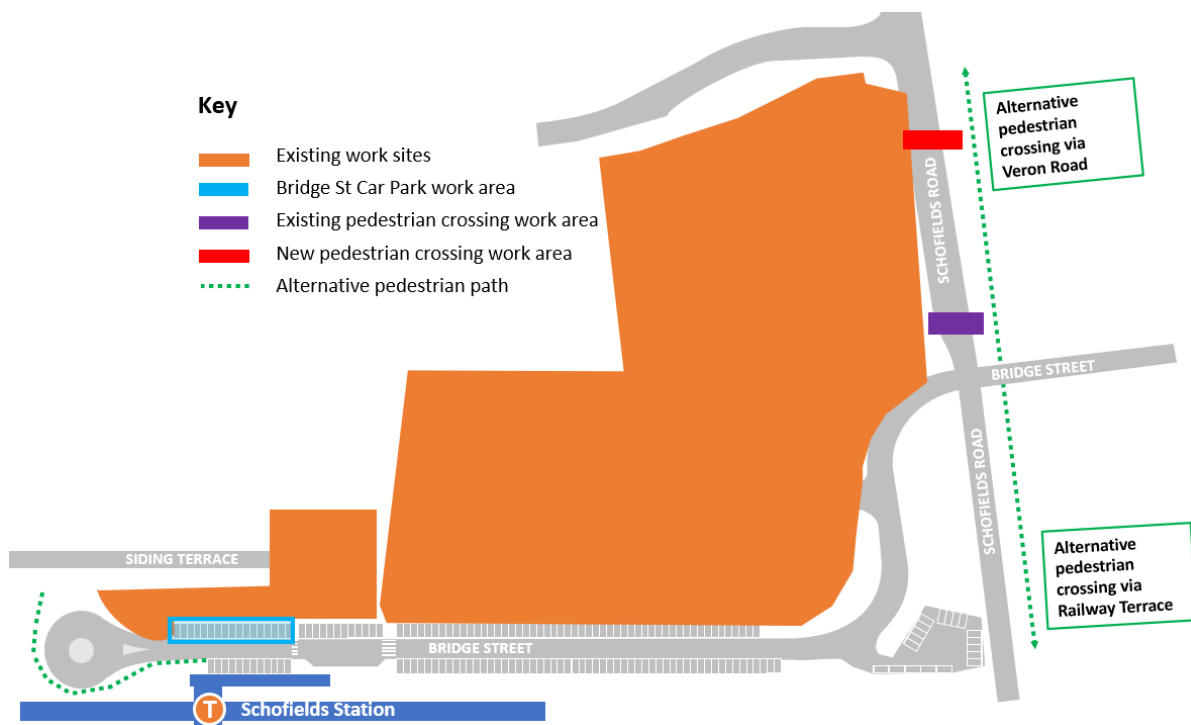 Key
Existing work sites
Bridge St Car Park work area
Existing pedestrian crossing work area
New pedestrian crossing work area
Alternative pedestrian path
Alternative
pedestrian
crossing via
Veron Road
SCHOFIELDS ROAD
BRIDGE STREET
SCHOFIELDS ROAD
Alternative
pedestrian
crossing via
Railway Terrace
SIDING TERRACE
BRIDGE STREET
T
Schofields Station